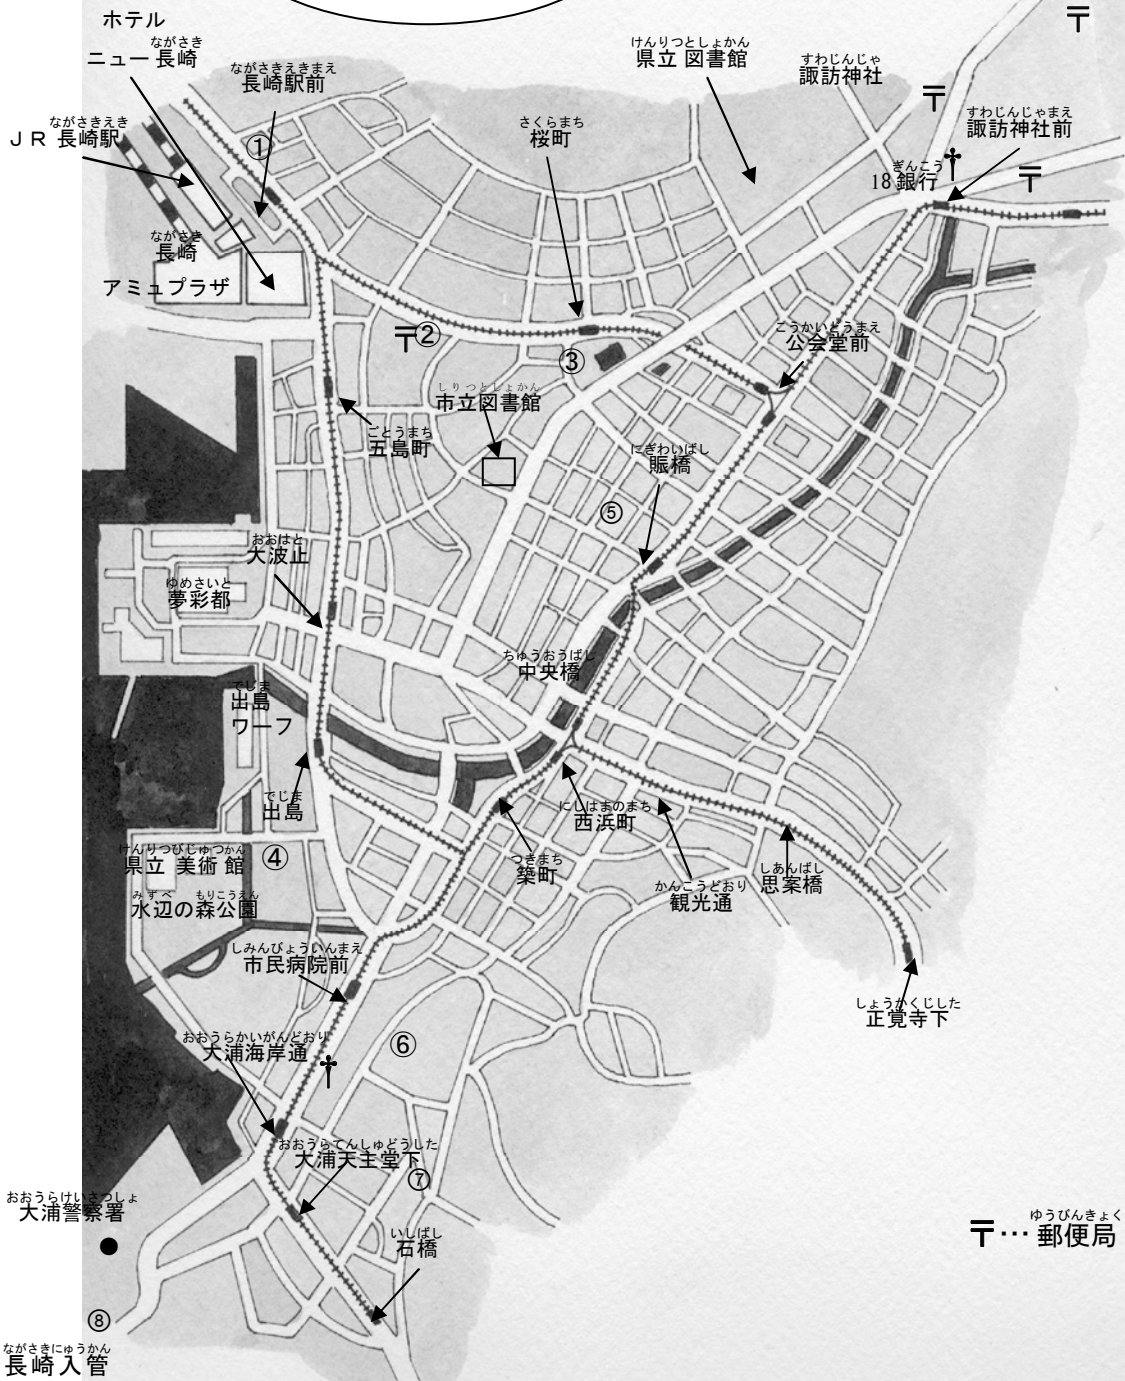 〒
ホテル
ながさき
ニュー 長崎
ながさきえきまえ
長崎駅前
けんりつとしょかん
県立 図書館
すわじんじゃ
諏訪神社
〒
すわじんじゃまえ
諏訪神社前
ながさきえき
ＪＲ 長崎駅
①
さくらまち
桜町
ぎんこう
18 銀行
〒
ながさき
長崎
アミュプラザ
〒②
③
こうかいどうまえ
公会堂前
しりつとしょかん
市立図書館
ごとうまち
五島町
にぎわいばし
賑橋
⑤
おおはと
大波止
ゆめさいと
夢彩都
ちゅうおうばし
中央橋
でじま
出島
ワーフ
でじま
出島
にしはまのまち
西浜町
けんりつびじゅつかん
県立 美術 館
④
つきまち
築町
かんこうどおり
観光通
しあんばし
思案橋
みずべ もりこうえん
水辺の森公園
しみんびょういんまえ
市民病院前
しょうかくじした
正覚寺下
おおうらかいがんどおり
大浦海岸通
⑥
おおうらてんしゅどうした
大浦天主堂下
⑦
おおうらけいさつしょ
大浦警察署
いしばし
石橋
ゆうびんきょく
〒… 郵便局
⑧
ながさきにゅうかん
長崎入管